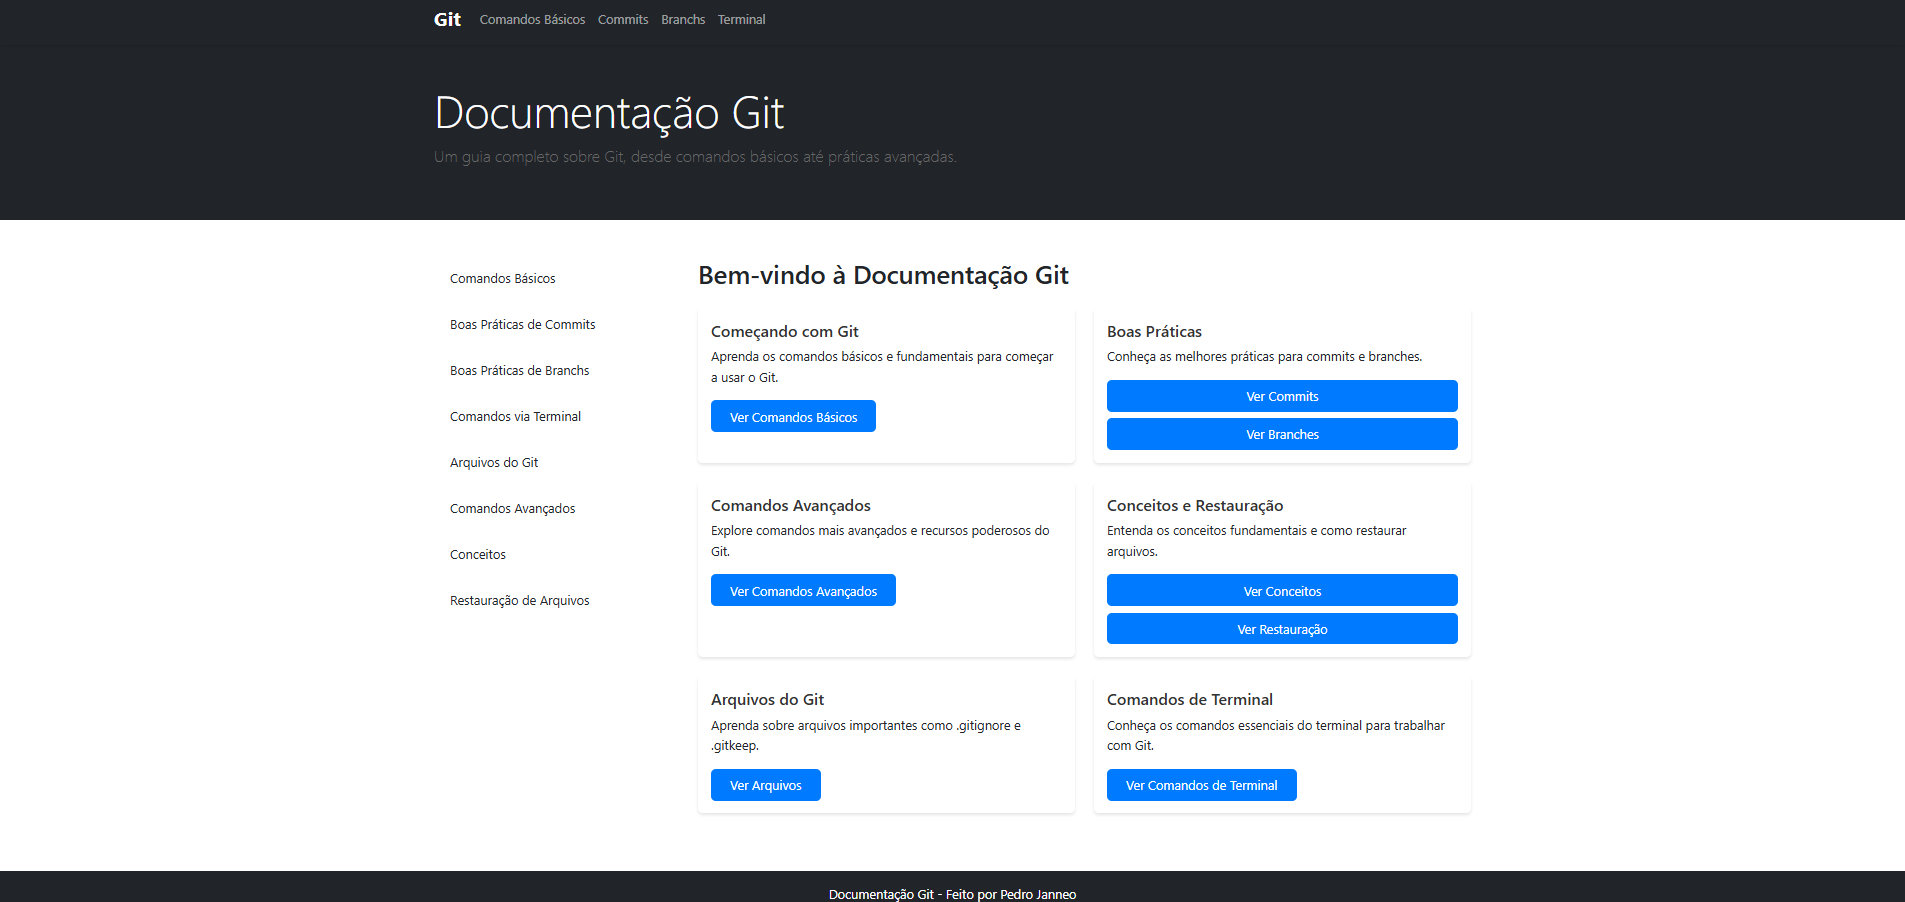 Git Comandos Básicos Commits Branchs Terminal
Documentação Git
Um guia completo sobre Git, desde comandos básicos até práticas avançadas.
Comandos Básicos
Boas Práticas de Commits
Boas Práticas de Branchs
Comandos via Terminal
Arquivos do Git
Comandos Avançados
Conceitos
Restauração de Arquivos
Bem-vindo à Documentação Git
Começando com Git
Aprenda os comandos básicos e fundamentais para começar
a usar o Git.
Ver Comandos Básicos
Boas Práticas
Conheça as melhores práticas para commits e branches.
Ver Commits
Ver Branches
Comandos Avançados
Explore comandos mais avançados e recursos poderosos do
Git.
Ver Comandos Avançados
Conceitos e Restauração
Entenda os conceitos fundamentais e como restaurar
arquivos.
Ver Conceitos
Ver Restauração
Arquivos do Git
Aprenda sobre arquivos importantes como .gitignore e
.gitkeep.
Ver Arquivos
Comandos de Terminal
Conheça os comandos essenciais do terminal para trabalhar
com Git.
Ver Comandos de Terminal
Documentação Git - Feito por Pedro Janneo